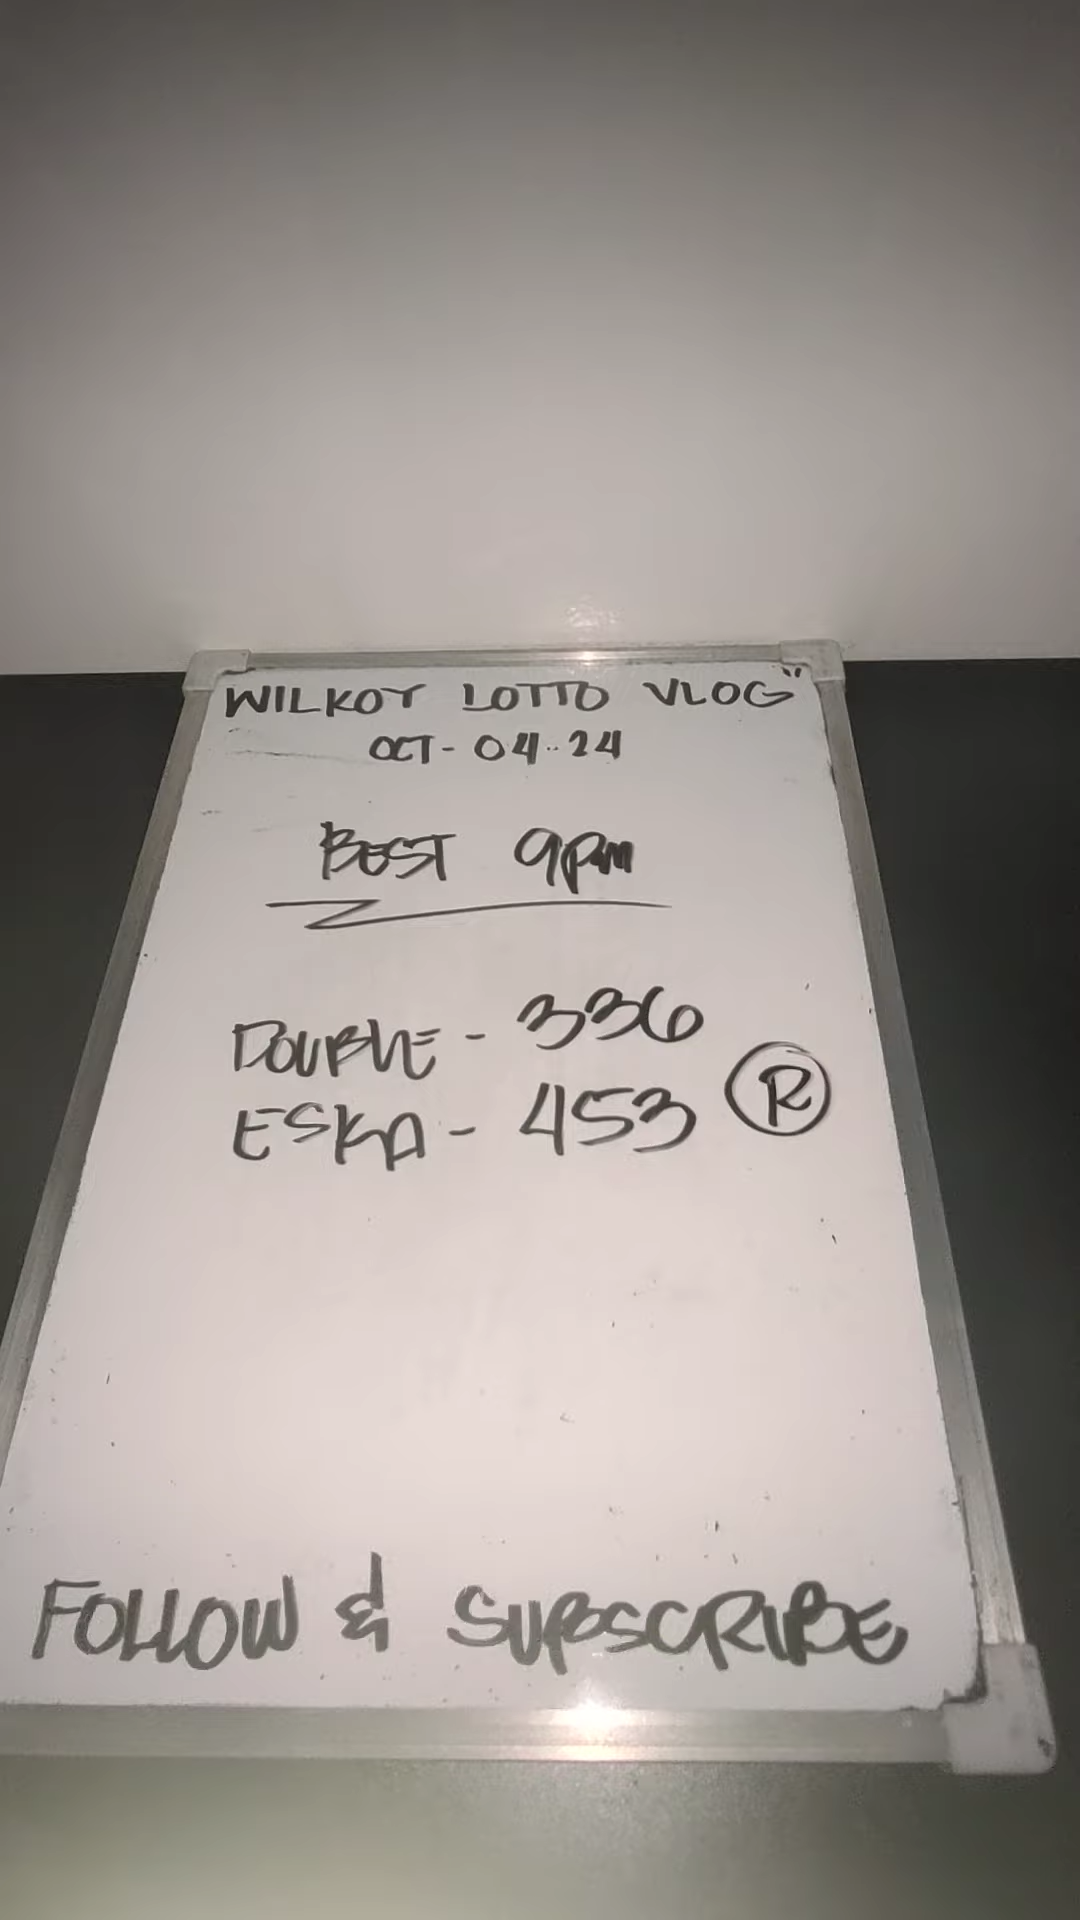 WILKOY LOTTO VLOG"
OCT - 04 - 24
BEST 9pm
DOUBLE - 336
ESKA - 453 R
FOLLOW & SUBSCRIBE